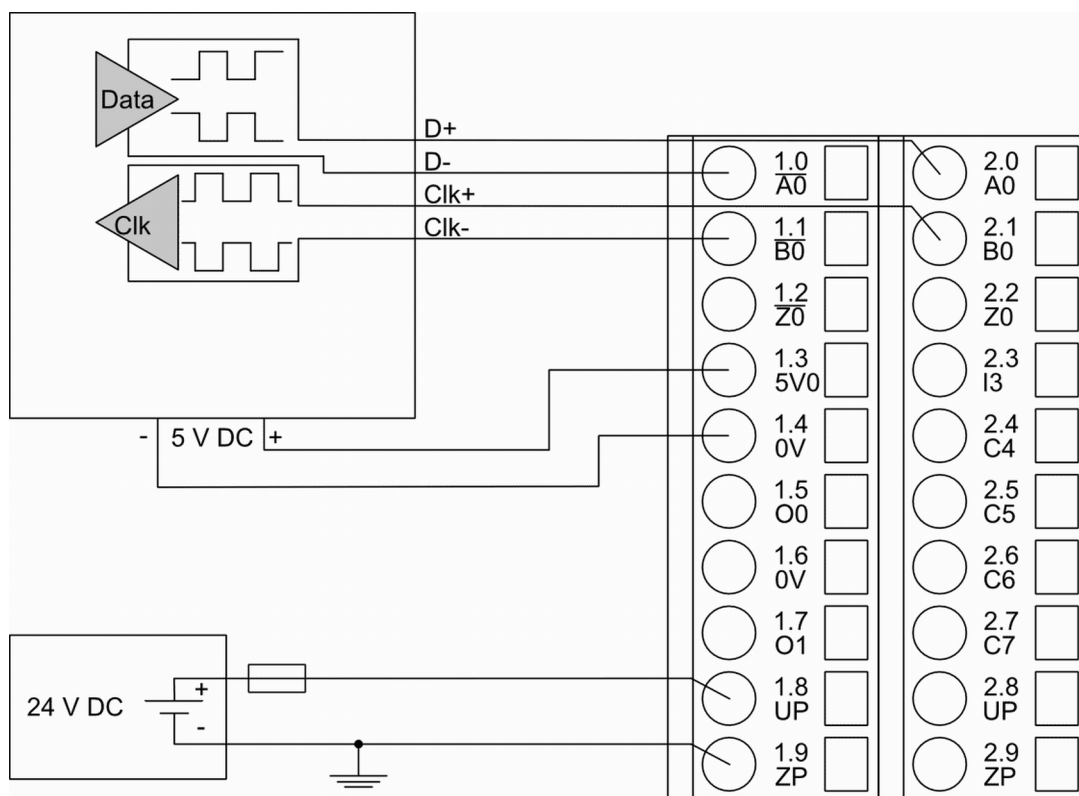 Data
D+
D-
Clk+
Clk-
Clk
- 5 V DC +
24 V DC
+
-
1.0
A̅0̅
1.1
B̅0̅
1.2
Z̅0̅
1.3
5V0
1.4
0V
1.5
O0
1.6
0V
1.7
O1
1.8
UP
1.9
ZP
2.0
A0
2.1
B0
2.2
Z0
2.3
I3
2.4
C4
2.5
C5
2.6
C6
2.7
C7
2.8
UP
2.9
ZP